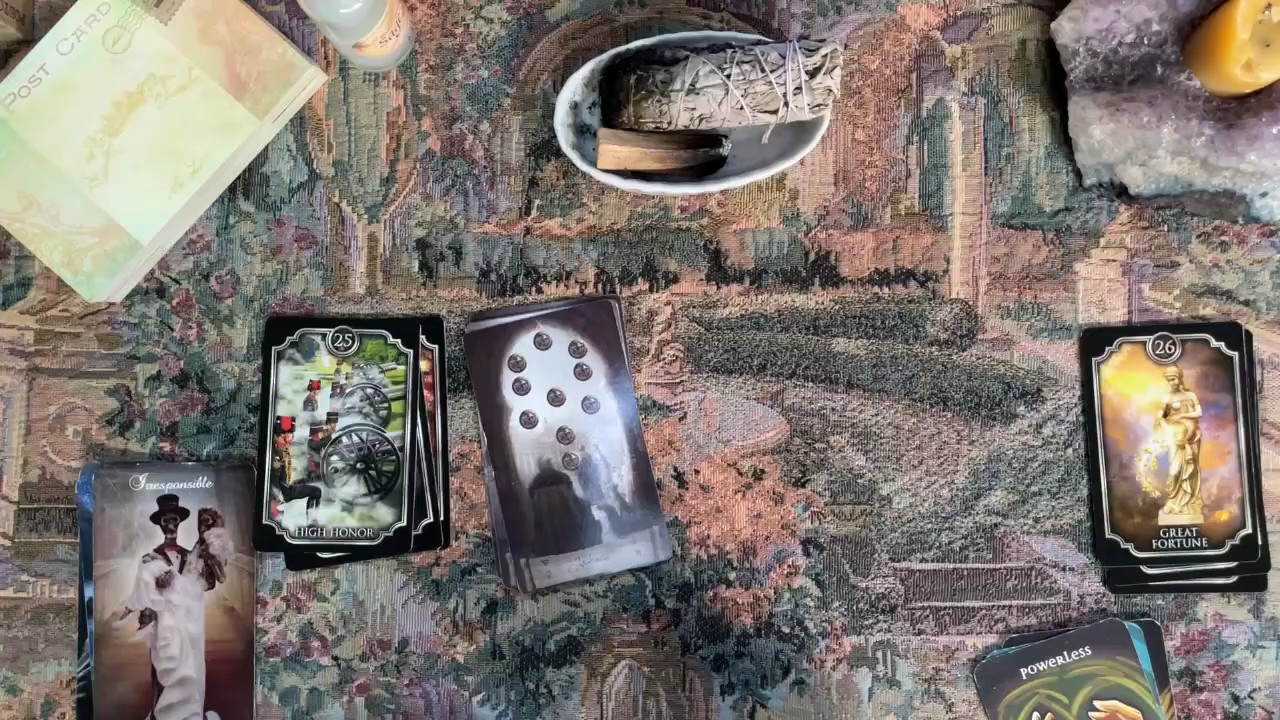 POST CARD
25
HIGH HONOR
26
GREAT
FORTUNE
Irresponsible
POWERLESS